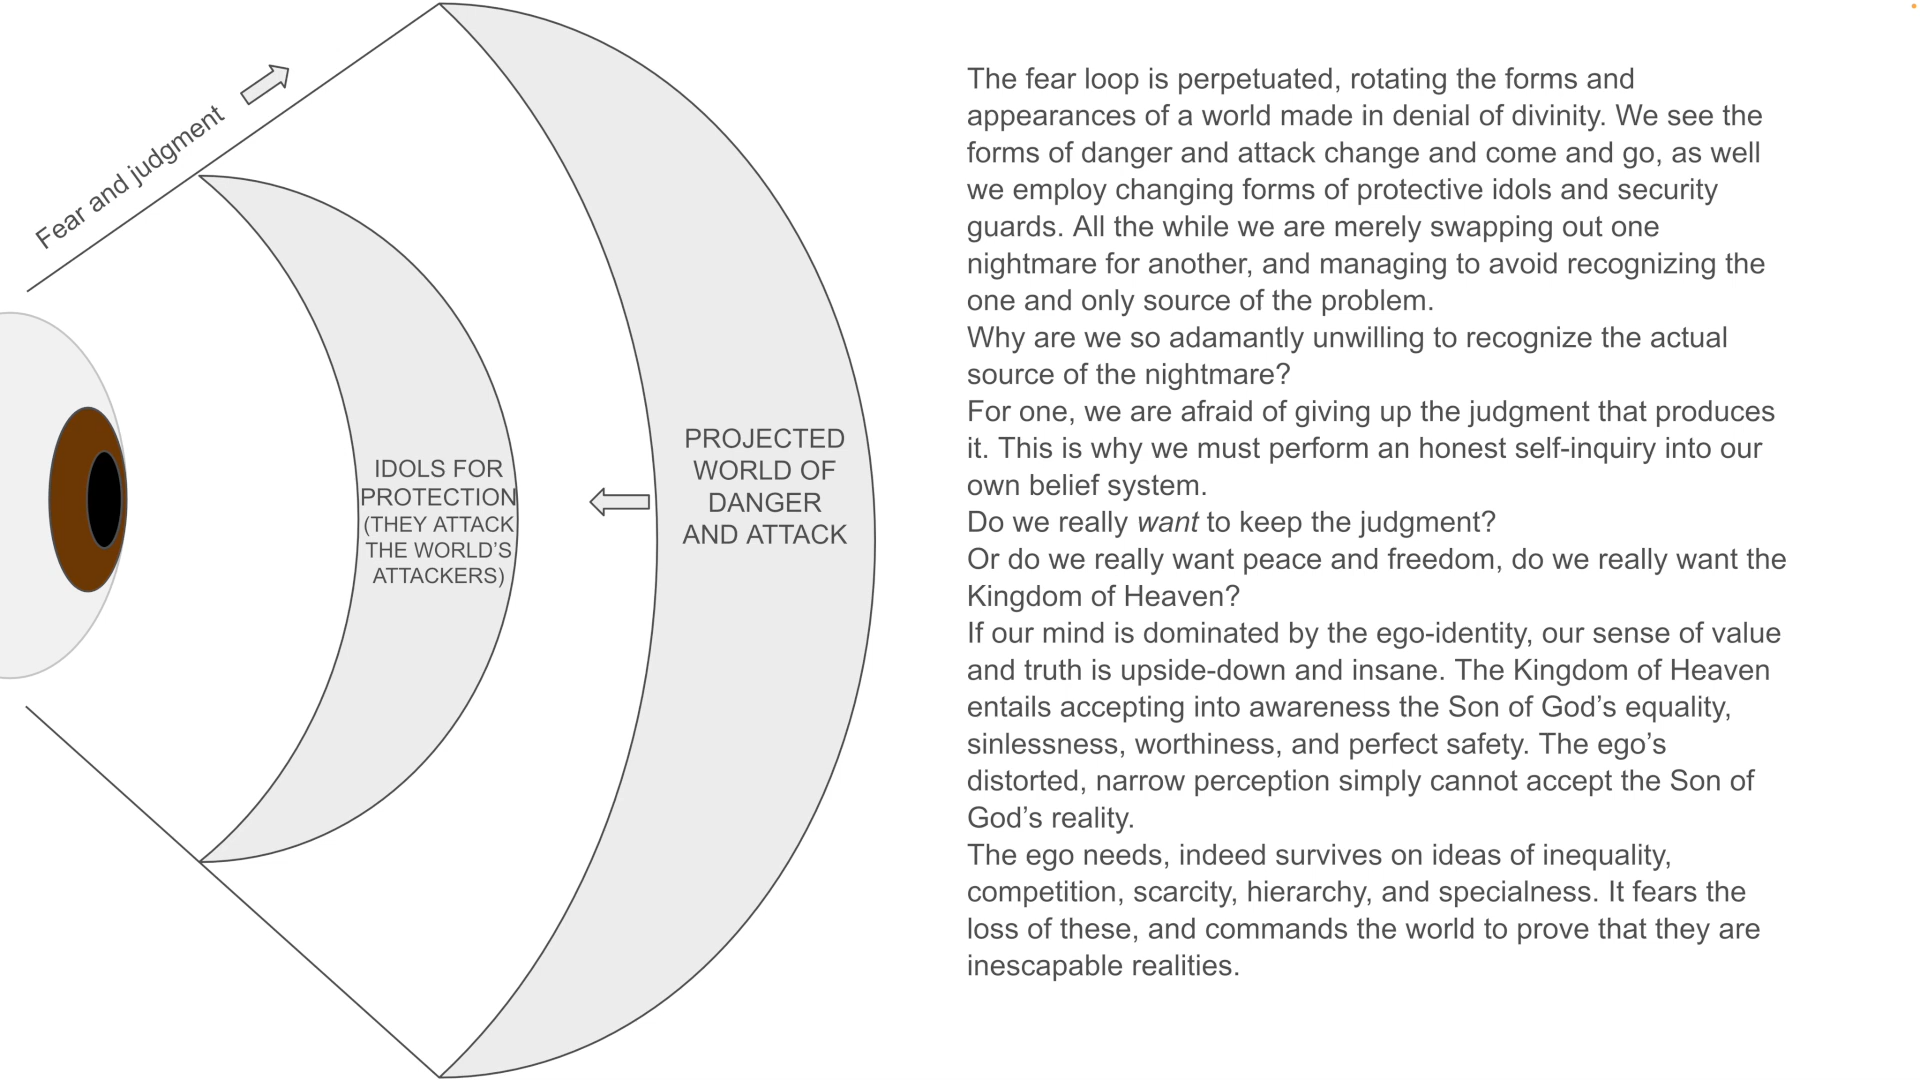 Fear and judgment
IDOLS FOR
PROTECTION
(THEY ATTACK
THE WORLD’S
ATTACKERS)
PROJECTED
WORLD OF
DANGER
AND ATTACK
The fear loop is perpetuated, rotating the forms and
appearances of a world made in denial of divinity. We see the
forms of danger and attack change and come and go, as well
we employ changing forms of protective idols and security
guards. All the while we are merely swapping out one
nightmare for another, and managing to avoid recognizing the
one and only source of the problem.
Why are we so adamantly unwilling to recognize the actual
source of the nightmare?
For one, we are afraid of giving up the judgment that produces
it. This is why we must perform an honest self-inquiry into our
own belief system.
Do we really want to keep the judgment?
Or do we really want peace and freedom, do we really want the
Kingdom of Heaven?
If our mind is dominated by the ego-identity, our sense of value
and truth is upside-down and insane. The Kingdom of Heaven
entails accepting into awareness the Son of God’s equality,
sinlessness, worthiness, and perfect safety. The ego’s
distorted, narrow perception simply cannot accept the Son of
God’s reality.
The ego needs, indeed survives on ideas of inequality,
competition, scarcity, hierarchy, and specialness. It fears the
loss of these, and commands the world to prove that they are
inescapable realities.